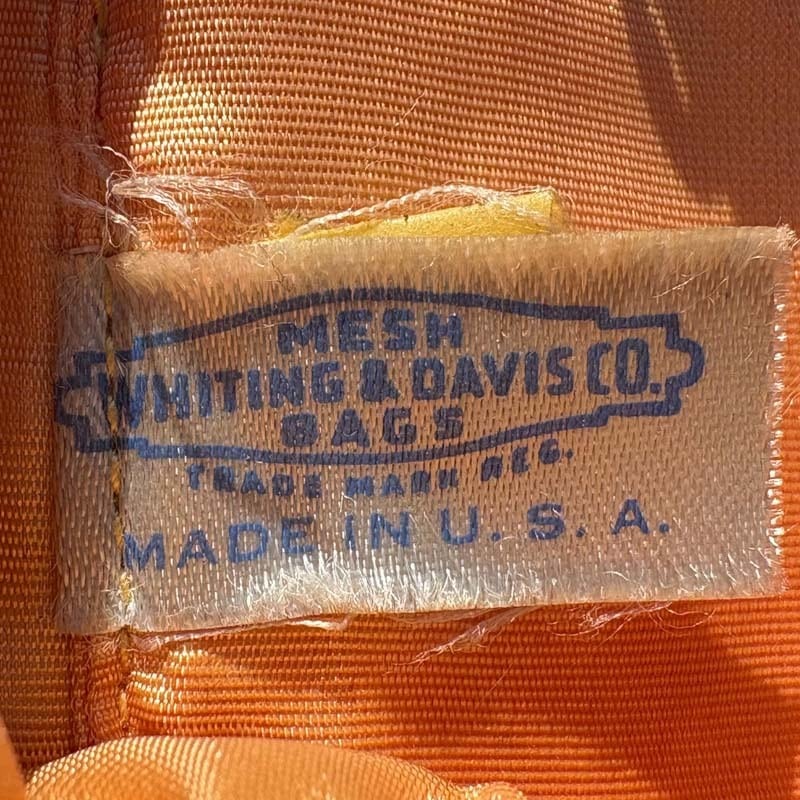 MESH
WHITING & DAVIS CO.
BAGS
TRADE MARK REG.
MADE IN U.S.A.